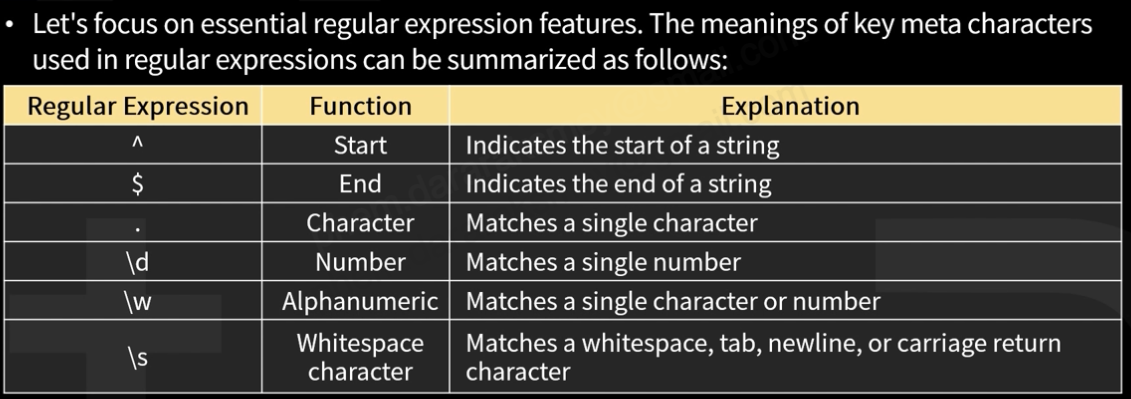 • Let's focus on essential regular expression features. The meanings of key meta characters
used in regular expressions can be summarized as follows:
Regular Expression Function Explanation
^ Start Indicates the start of a string
$ End Indicates the end of a string
. Character Matches a single character
\d Number Matches a single number
\w Alphanumeric Matches a single character or number
\s Whitespace character Matches a whitespace, tab, newline, or carriage return
character